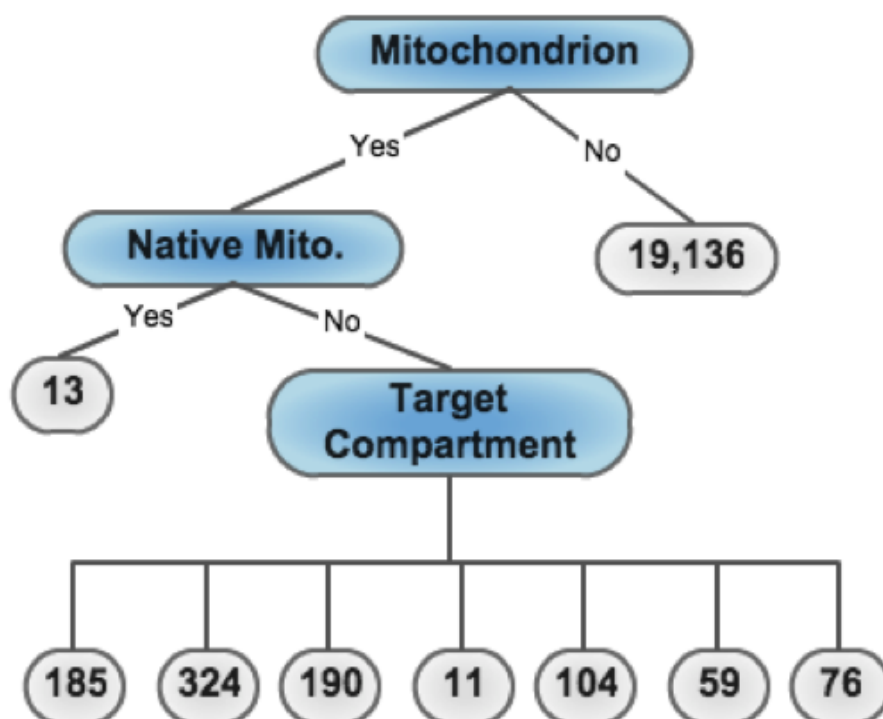 Mitochondrion
Yes
No
Native Mito.
19,136
Yes
No
13
Target
Compartment
185
324
190
11
104
59
76